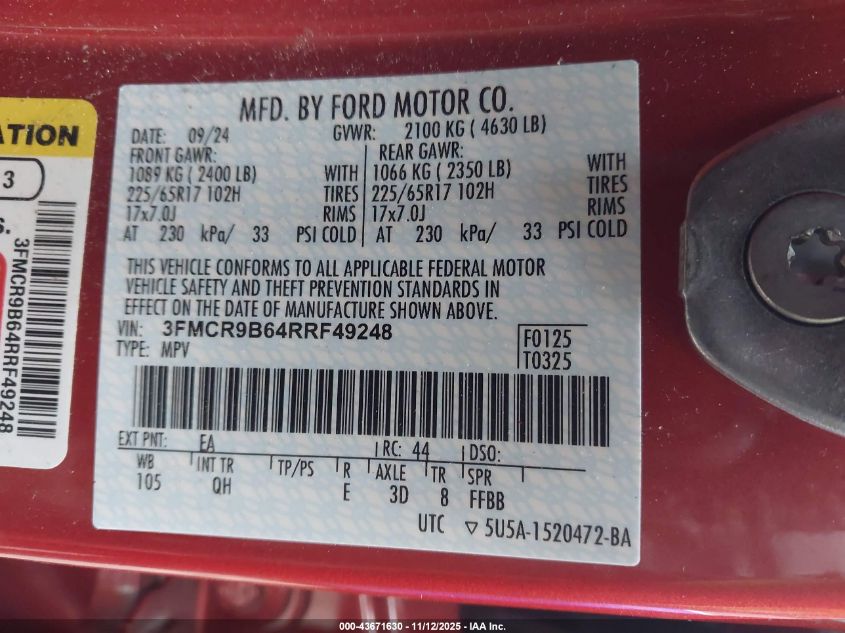 ATION
3
S.
3FMCR9B64RRF49248
MFD. BY FORD MOTOR CO.
DATE: 09/24 GVWR: 2100 KG ( 4630 LB)
FRONT GAWR: REAR GAWR:
1089 KG ( 2400 LB) WITH 1066 KG ( 2350 LB) WITH
225/65R17 102H TIRES 225/65R17 102H TIRES
17x7.0J RIMS 17x7.0J RIMS
AT 230 kPa/ 33 PSI COLD AT 230 kPa/ 33 PSI COLD
THIS VEHICLE CONFORMS TO ALL APPLICABLE FEDERAL MOTOR
VEHICLE SAFETY AND THEFT PREVENTION STANDARDS IN
EFFECT ON THE DATE OF MANUFACTURE SHOWN ABOVE.
VIN: 3FMCR9B64RRF49248
TYPE: MPV
F0125
T0325
EXT PNT: EA RC: 44 DSO:
WB INT TR TP/PS R AXLE TR SPR
105 QH E 3D 8 FFBB
UTC ▽ 5U5A-1520472-BA
000-43671630 - 11/12/2025 - IAA Inc.